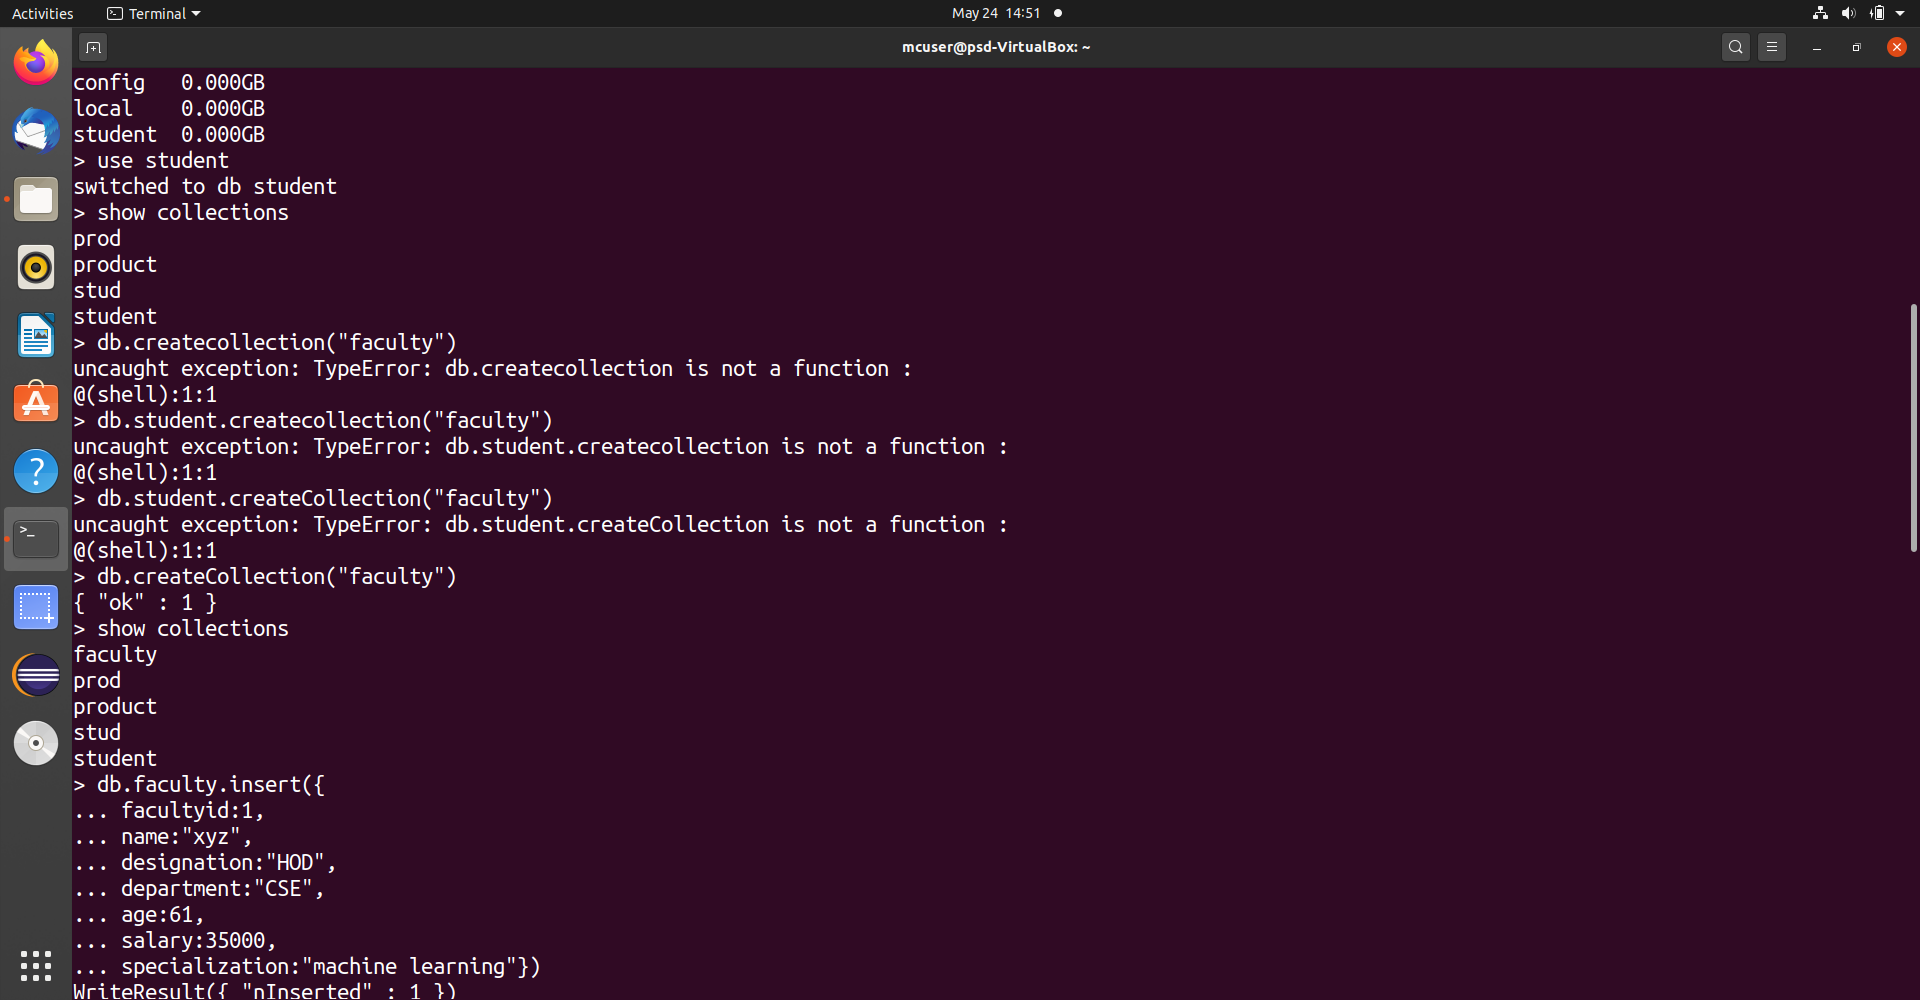 Activities Terminal May 24 14:51
mcuser@psd-VirtualBox: ~
config   0.000GB
local    0.000GB
student  0.000GB
> use student
switched to db student
> show collections
prod
product
stud
student
> db.createcollection("faculty")
uncaught exception: TypeError: db.createcollection is not a function :
@(shell):1:1
> db.student.createcollection("faculty")
uncaught exception: TypeError: db.student.createcollection is not a function :
@(shell):1:1
> db.student.createCollection("faculty")
uncaught exception: TypeError: db.student.createCollection is not a function :
@(shell):1:1
> db.createCollection("faculty")
{ "ok" : 1 }
> show collections
faculty
prod
product
stud
student
> db.faculty.insert({
... facultyid:1,
... name:"xyz",
... designation:"HOD",
... department:"CSE",
... age:61,
... salary:35000,
... specialization:"machine learning"})
WriteResult({ "nInserted" : 1 })